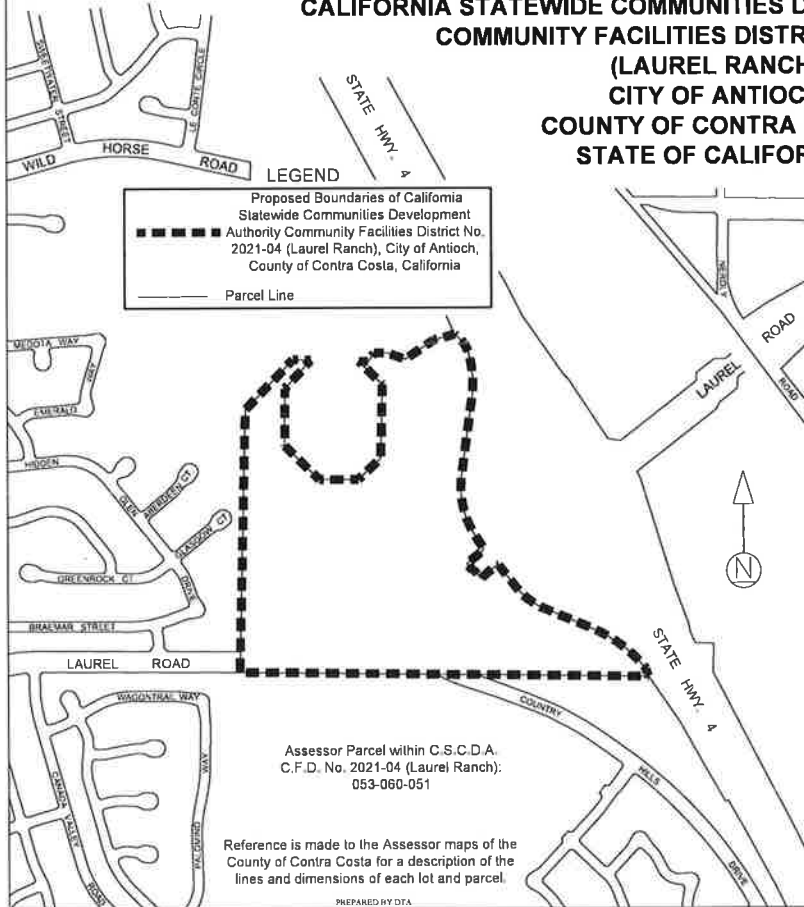 CALIFORNIA STATEWIDE COMMUNITIES D
COMMUNITY FACILITIES DISTR
(LAUREL RANCH
CITY OF ANTIOC
COUNTY OF CONTRA
STATE OF CALIFOR
SWEETWATER STREET
LE CONTE CIRCLE
WILD HORSE ROAD
STATE HWY. 4
LEGEND
Proposed Boundaries of California
Statewide Communities Development
Authority Community Facilities District No.
2021-04 (Laurel Ranch), City of Antioch,
County of Contra Costa, California
Parcel Line
NEROLY
ROAD
LAUREL
ROAD
MEDOTA WAY
WAY
EMERALD
HIDDEN
GLEN
ABERDEEN CT
GLASGOW CT
GREENROCK CT
DRIVE
BRAEMAR STREET
LAUREL ROAD
N
STATE HWY. 4
WAGONTRAIL WAY
COUNTRY
HILLS
DRIVE
CANADA VALLEY
ROAD
PALOMINO
WAY
Assessor Parcel within C.S.C.D.A.
C.F.D. No. 2021-04 (Laurel Ranch):
053-060-051
Reference is made to the Assessor maps of the
County of Contra Costa for a description of the
lines and dimensions of each lot and parcel.
PREPARED BY DTA